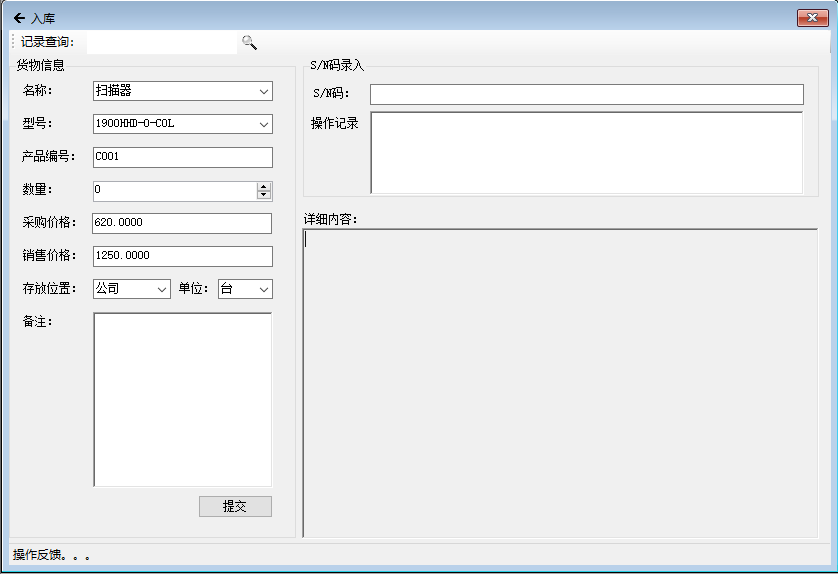 入库
记录查询:
货物信息
名称: 扫描器
型号: 1900HHD-0-COL
产品编号: C001
数量: 0
采购价格: 620.0000
销售价格: 1250.0000
存放位置: 公司 单位: 台
备注:
提交
S/N码录入
S/N码:
操作记录
详细内容:
操作反馈。。。